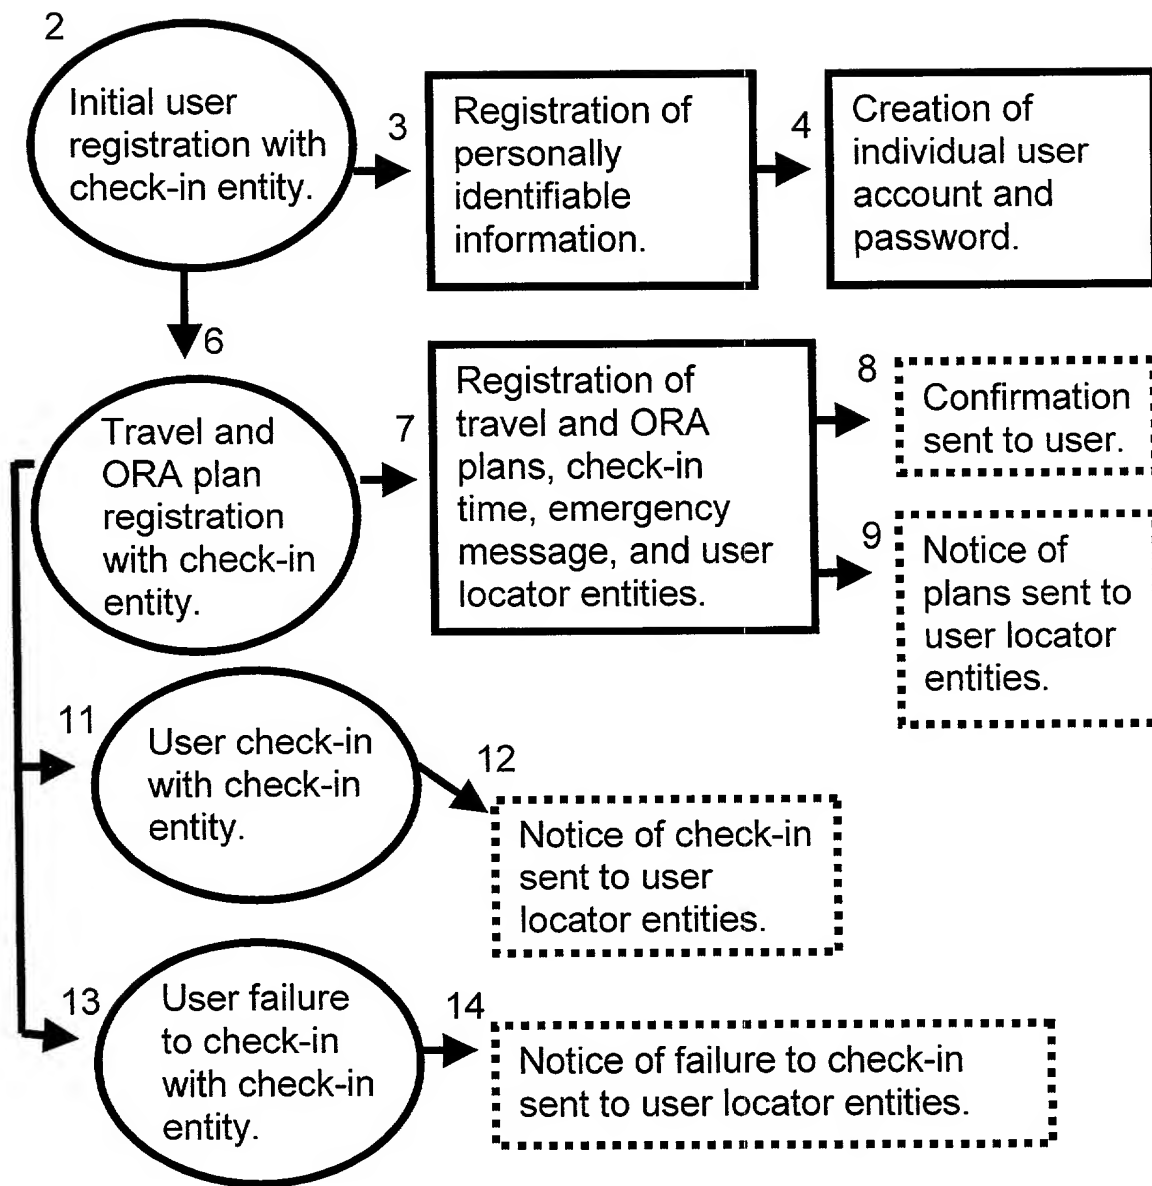 2
Initial user
registration with
check-in entity.
3
Registration of
personally
identifiable
information.
4
Creation of
individual user
account and
password.
6
Travel and
ORA plan
registration
with check-in
entity.
7
Registration of
travel and ORA
plans, check-in
time, emergency
message, and user
locator entities.
8
Confirmation
sent to user.
9
Notice of
plans sent to
user locator
entities.
11
User check-in
with check-in
entity.
12
Notice of check-in
sent to user
locator entities.
13
User failure
to check-in
with check-in
entity.
14
Notice of failure to check-in
sent to user locator entities.